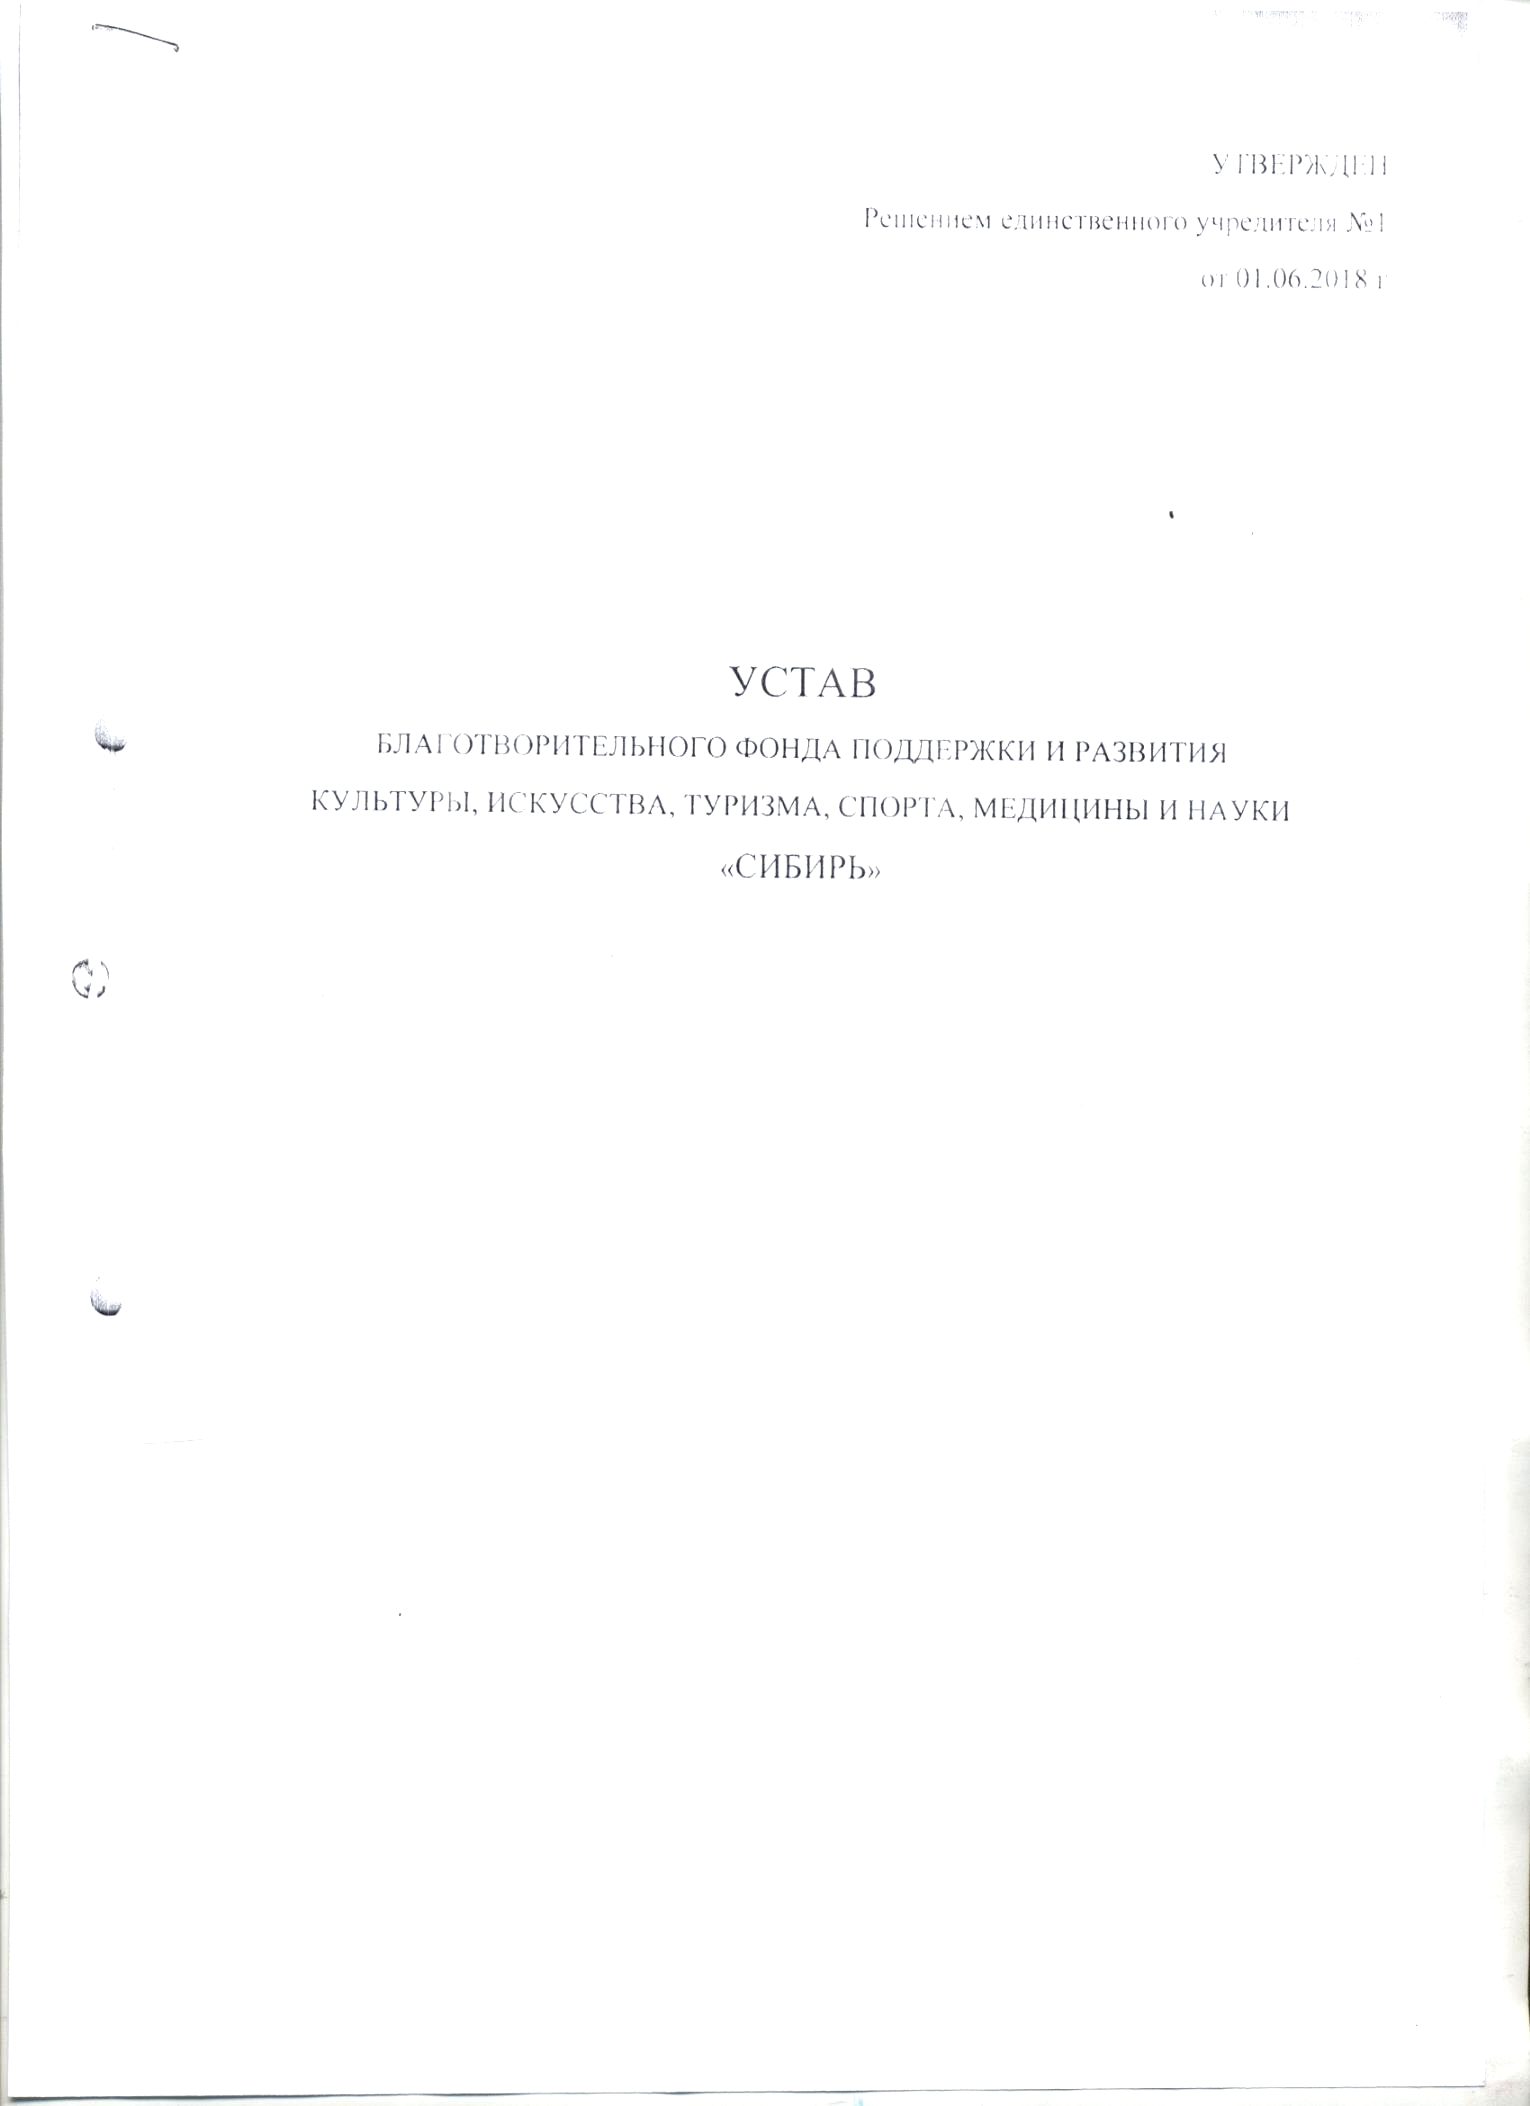 УТВЕРЖДЕН
Решением единственного учредителя №1
от 01.06.2018 г
УСТАВ
БЛАГОТВОРИТЕЛЬНОГО ФОНДА ПОДДЕРЖКИ И РАЗВИТИЯ
КУЛЬТУРЫ, ИСКУССТВА, ТУРИЗМА, СПОРТА, МЕДИЦИНЫ И НАУКИ
«СИБИРЬ»